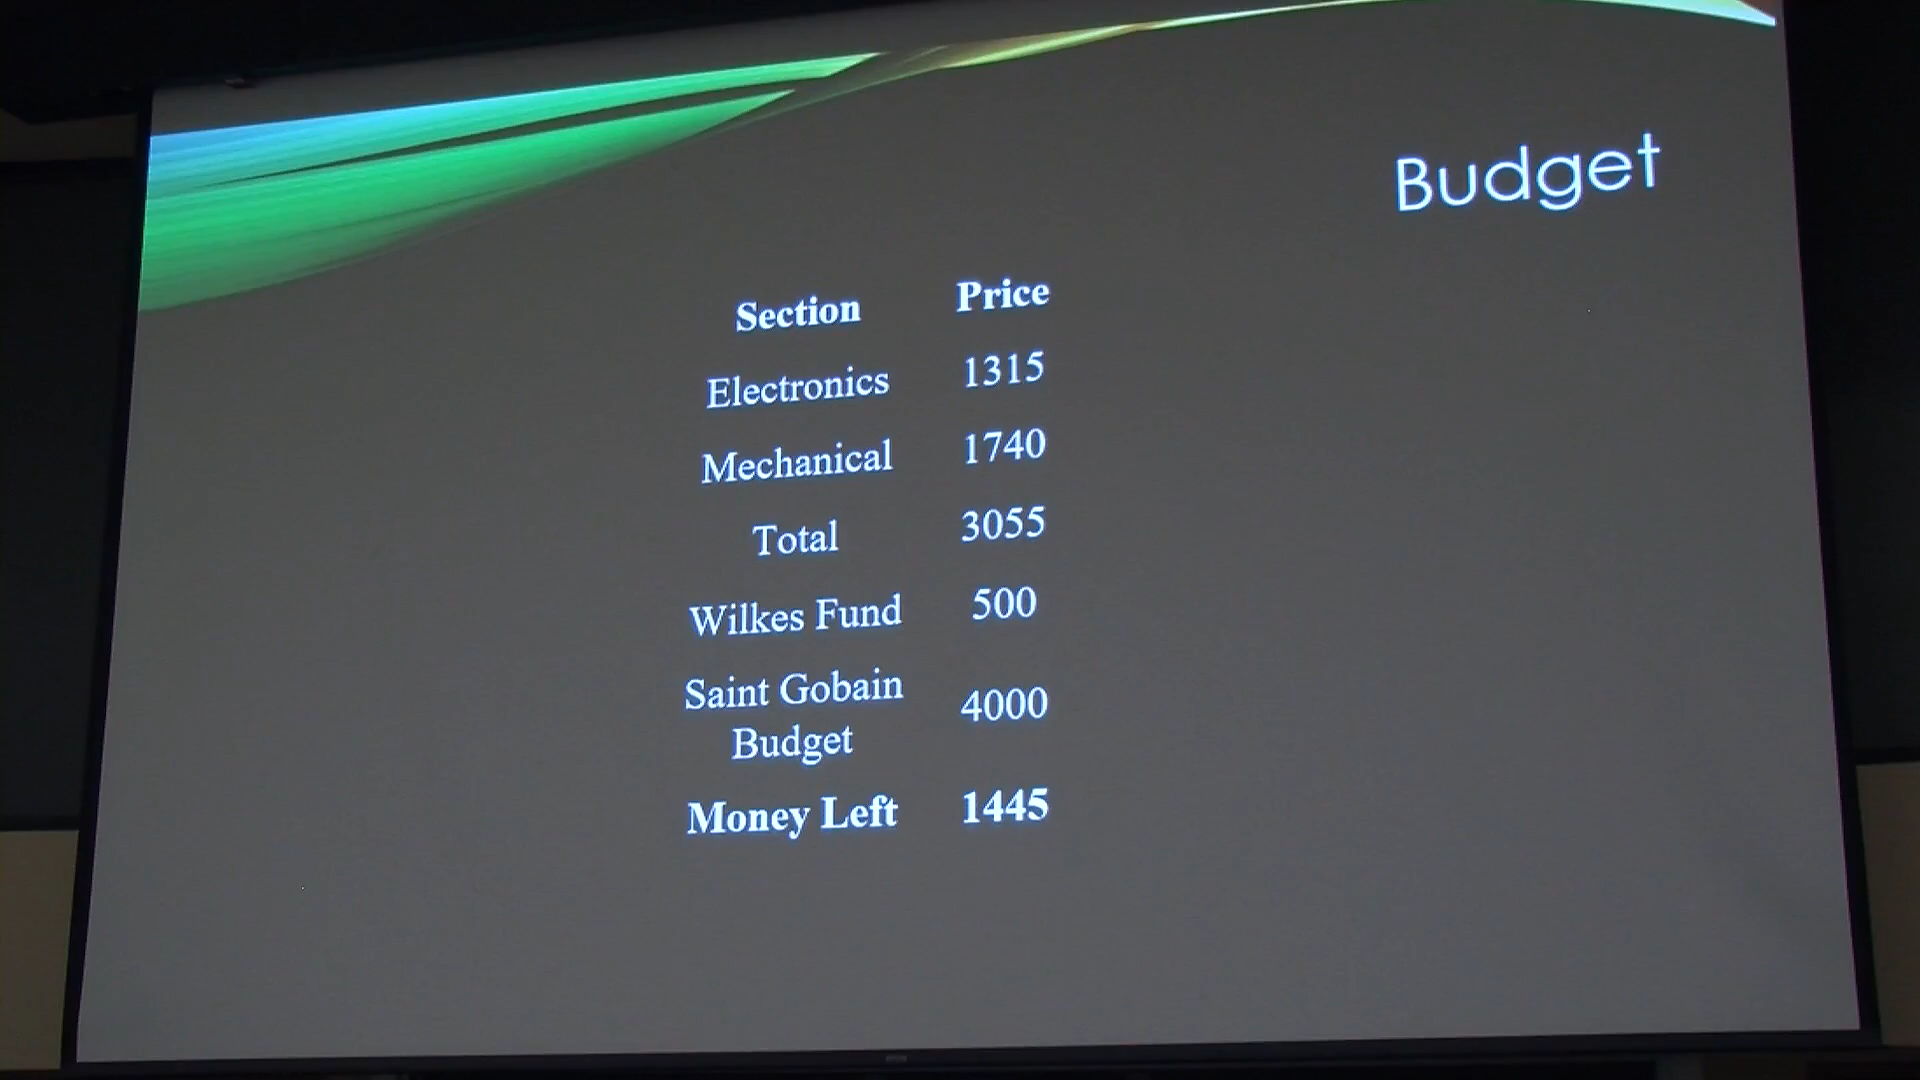 Budget
Section Price
Electronics 1315
Mechanical 1740
Total 3055
Wilkes Fund 500
Saint Gobain
Budget 4000
Money Left 1445